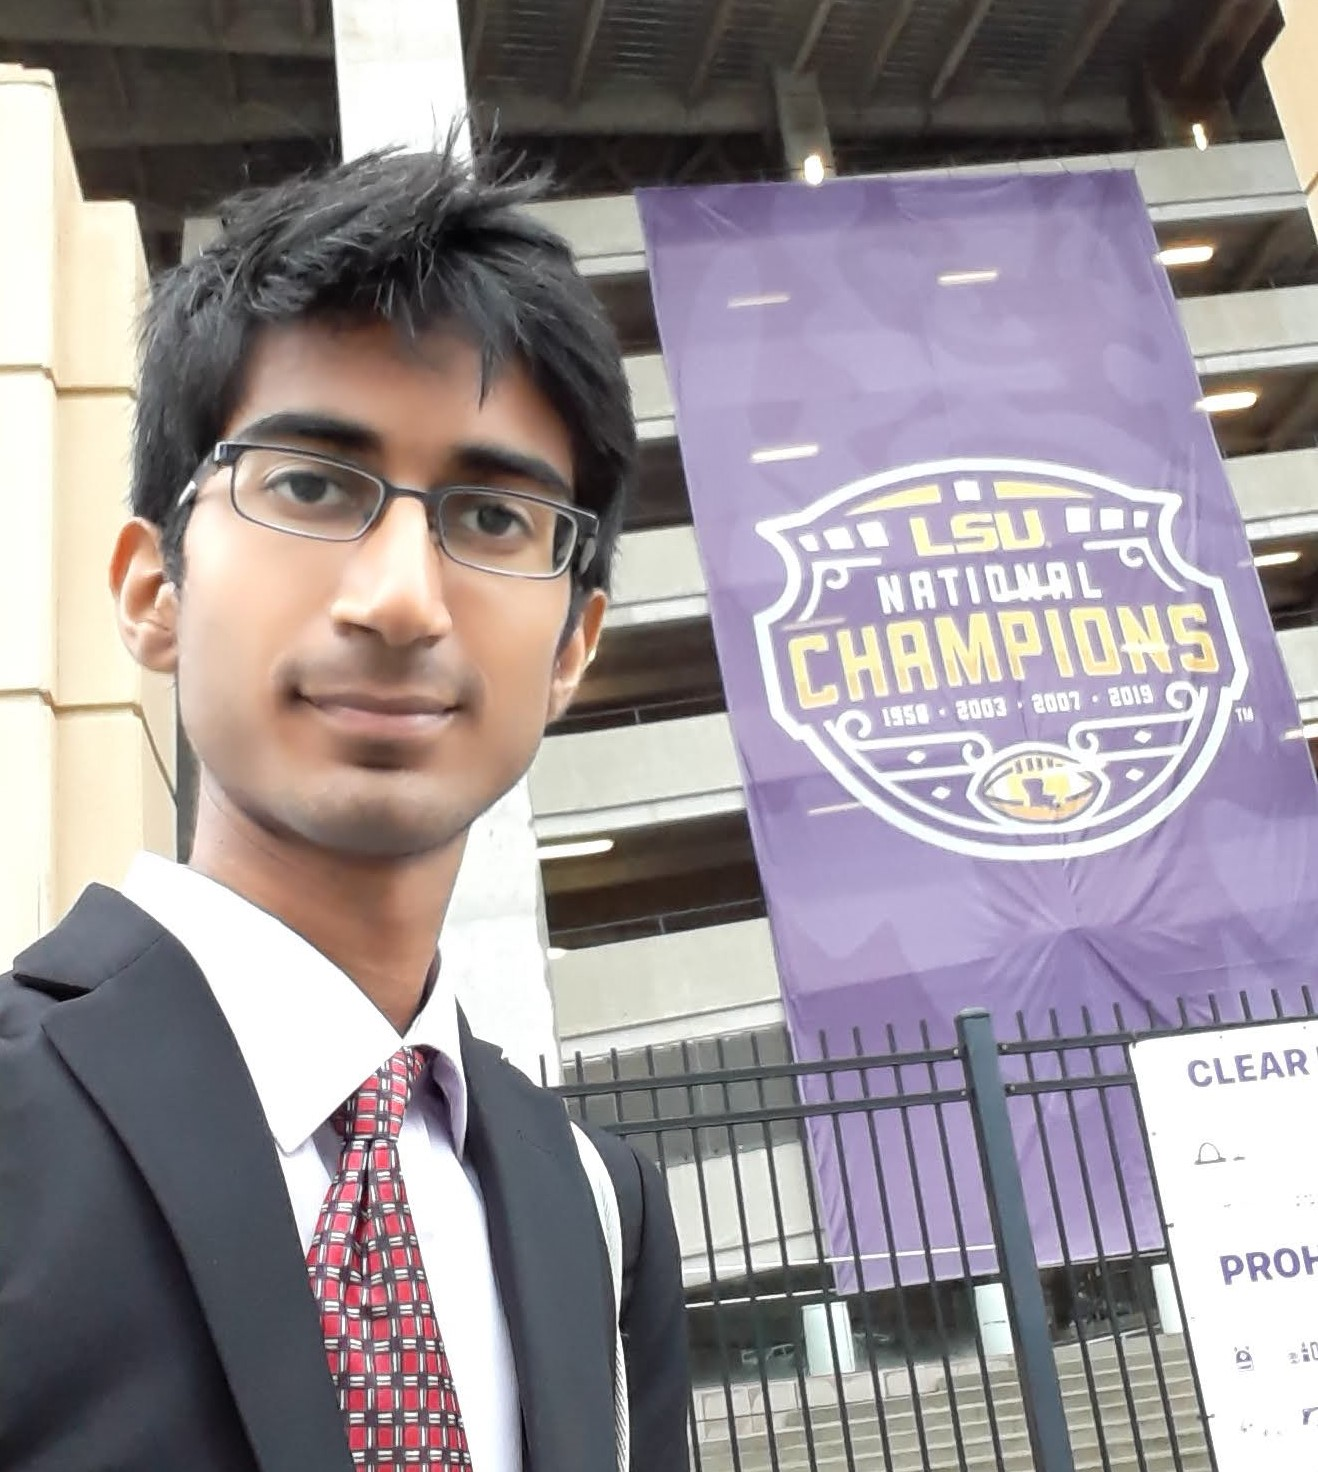 LSU
NATIONAL
CHAMPIONS
1958 · 2003 · 2007 · 2019
TM
CLEAR
PROH